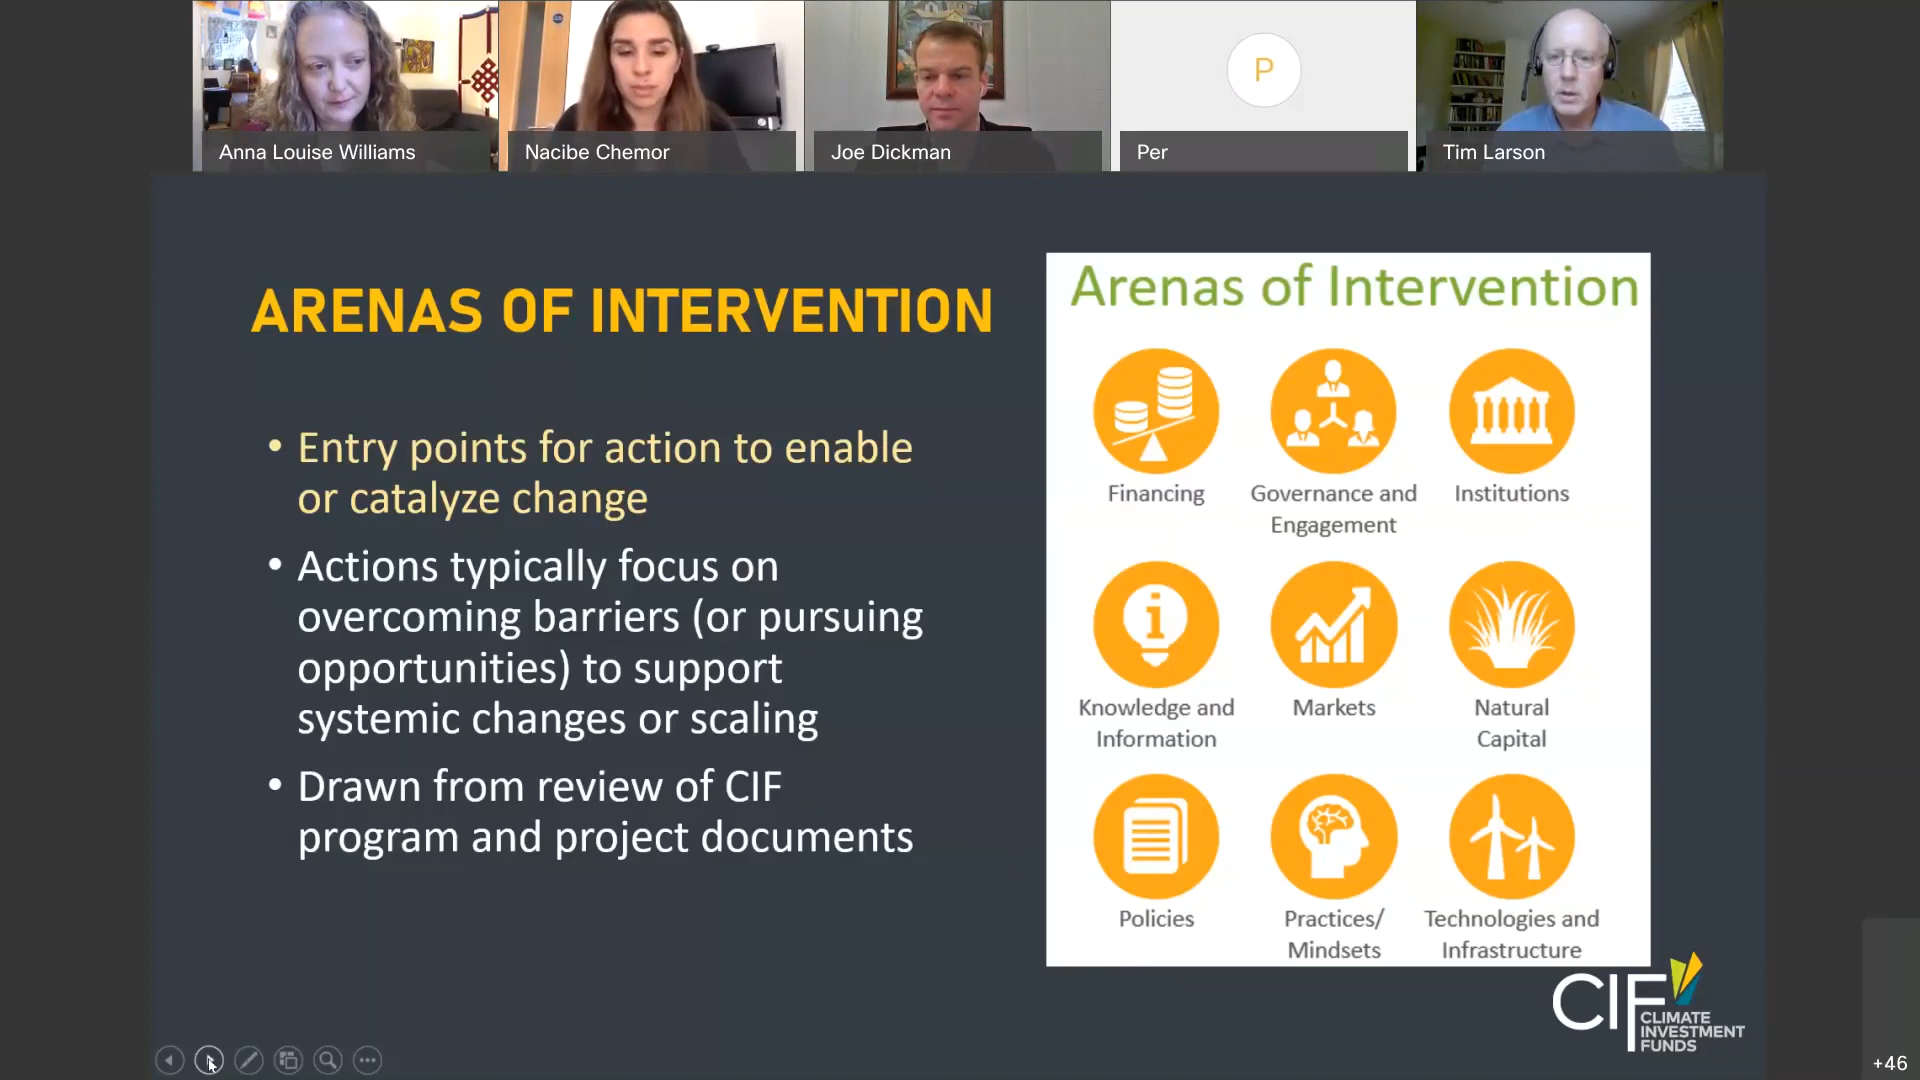 Anna Louise Williams
Nacibe Chemor
Joe Dickman
P
Per
Tim Larson
ARENAS OF INTERVENTION
• Entry points for action to enable
or catalyze change
• Actions typically focus on
overcoming barriers (or pursuing
opportunities) to support
systemic changes or scaling
• Drawn from review of CIF
program and project documents
Arenas of Intervention
Financing
Governance and
Engagement
Institutions
i
Knowledge and
Information
Markets
Natural
Capital
Policies
Practices/
Mindsets
Technologies and
Infrastructure
CIF
CLIMATE
INVESTMENT
FUNDS
+46